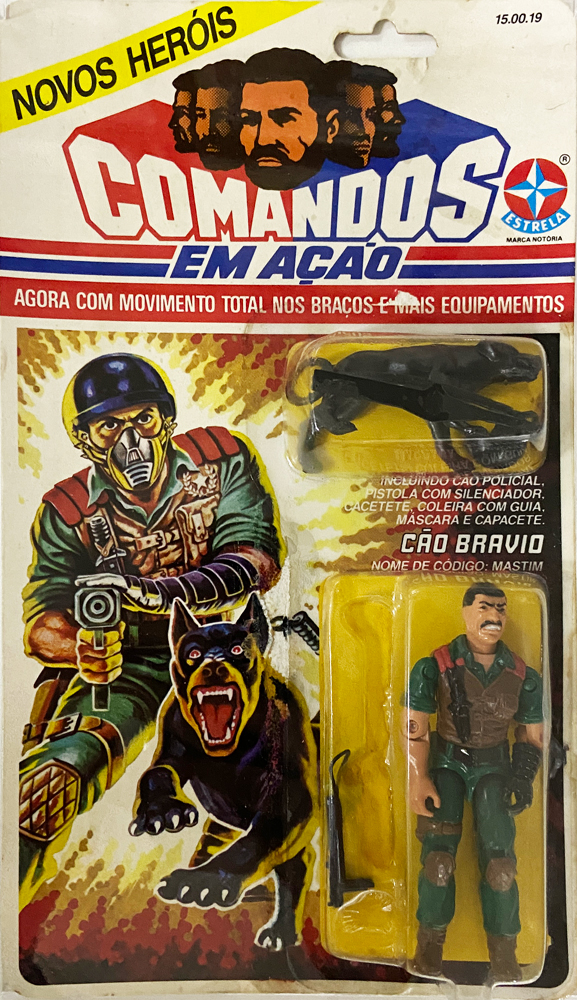 15.00.19
NOVOS HERÓIS
COMANDOS
EM AÇÃO
®
ESTRELA
MARCA NOTÓRIA
AGORA COM MOVIMENTO TOTAL NOS BRAÇOS E MAIS EQUIPAMENTOS
INCLUINDO CÃO POLICIAL,
PISTOLA COM SILENCIADOR,
CACETETE, COLEIRA COM GUIA,
MÁSCARA E CAPACETE.
CÃO BRAVIO
NOME DE CÓDIGO: MASTIM